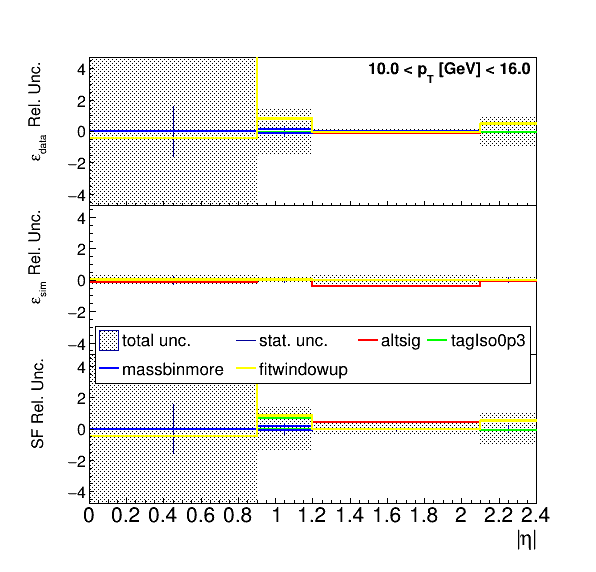 10.0 < p_T [GeV] < 16.0
ε_data Rel. Unc.
4
2
0
−2
−4
ε_sim Rel. Unc.
4
2
0
−2
total unc. stat. unc. altsig tagIso0p3
massbinmore fitwindowup
SF Rel. Unc.
4
2
0
−2
−4
0 0.2 0.4 0.6 0.8 1 1.2 1.4 1.6 1.8 2 2.2 2.4
|η|